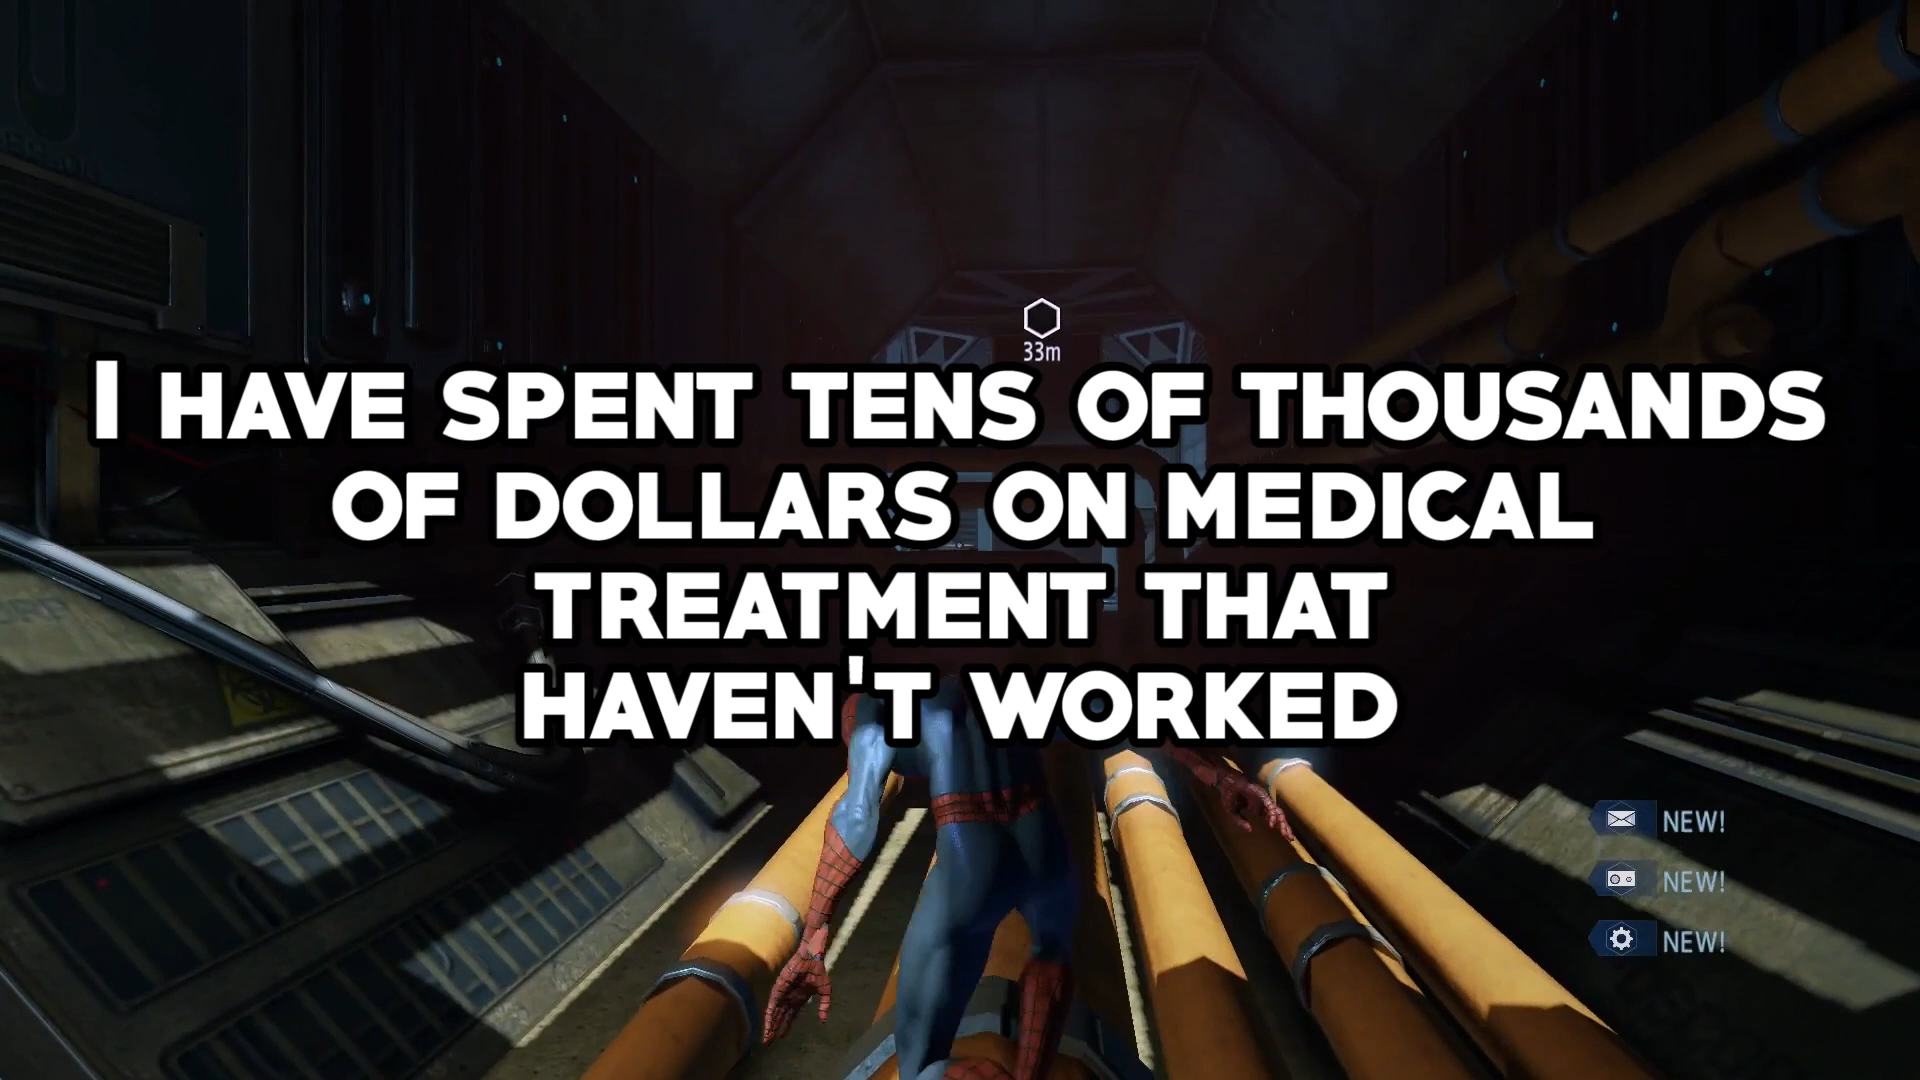 33m
I HAVE SPENT TENS OF THOUSANDS
OF DOLLARS ON MEDICAL
TREATMENT THAT
HAVEN'T WORKED
NEW!
NEW!
NEW!